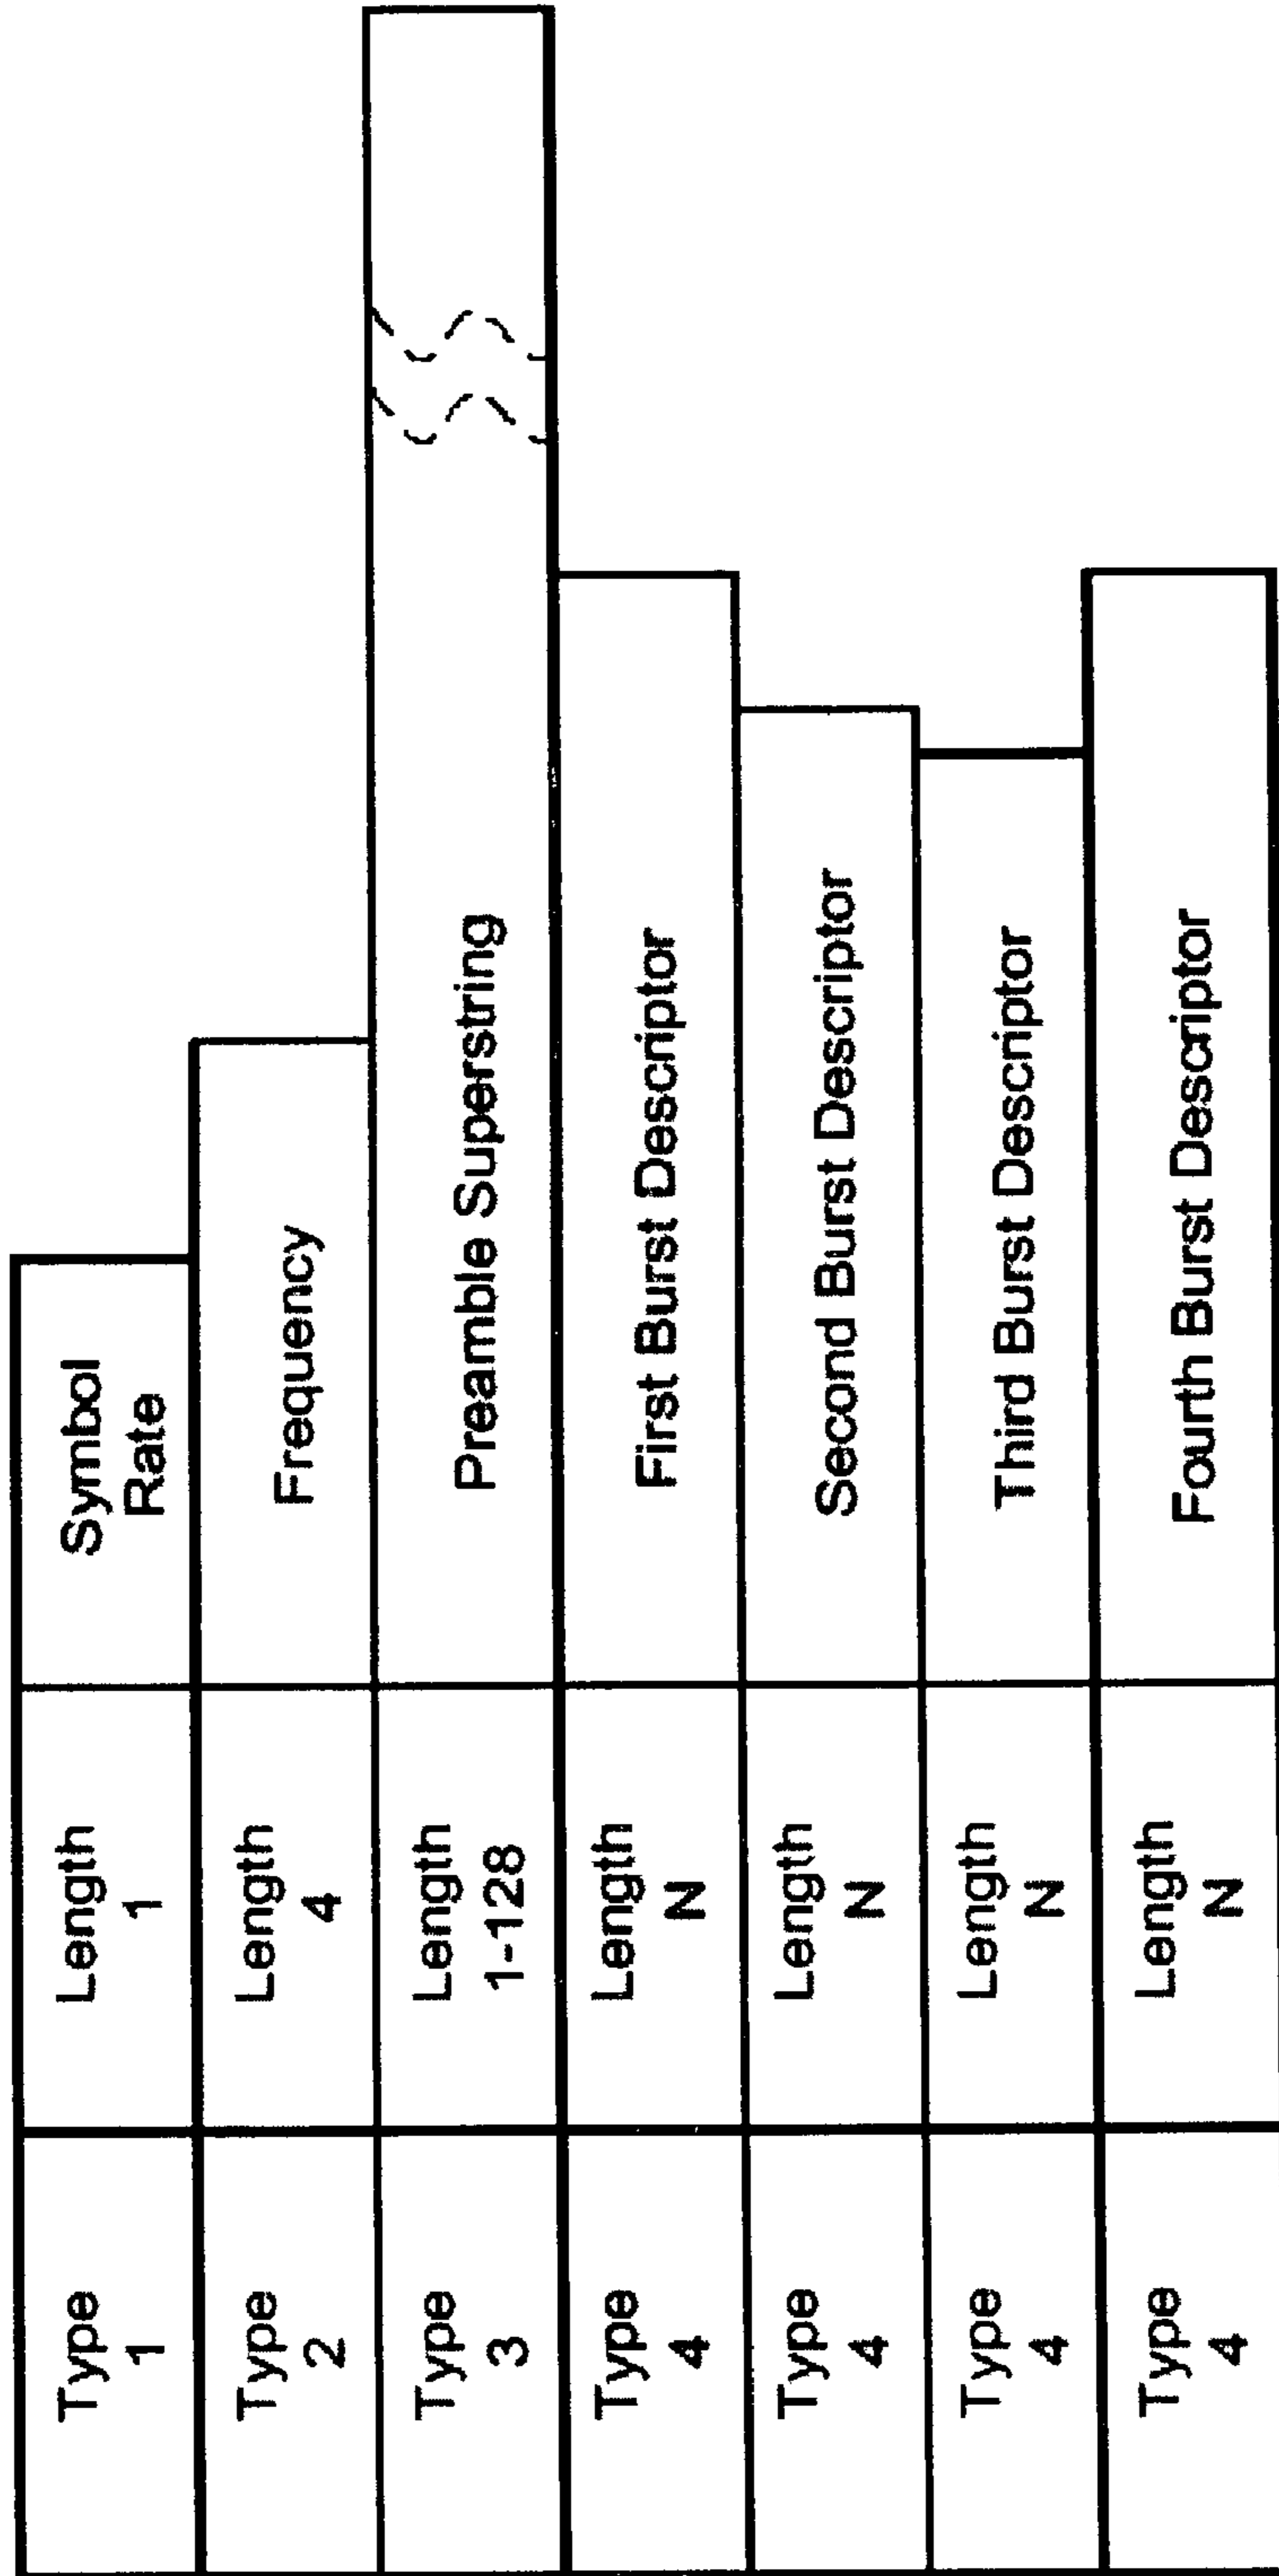 Type
1
Length
1
Symbol
Rate
Type
2
Length
4
Frequency
Type
3
Length
1-128
Preamble Superstring
Type
4
Length
N
First Burst Descriptor
Type
4
Length
N
Second Burst Descriptor
Type
4
Length
N
Third Burst Descriptor
Type
4
Length
N
Fourth Burst Descriptor